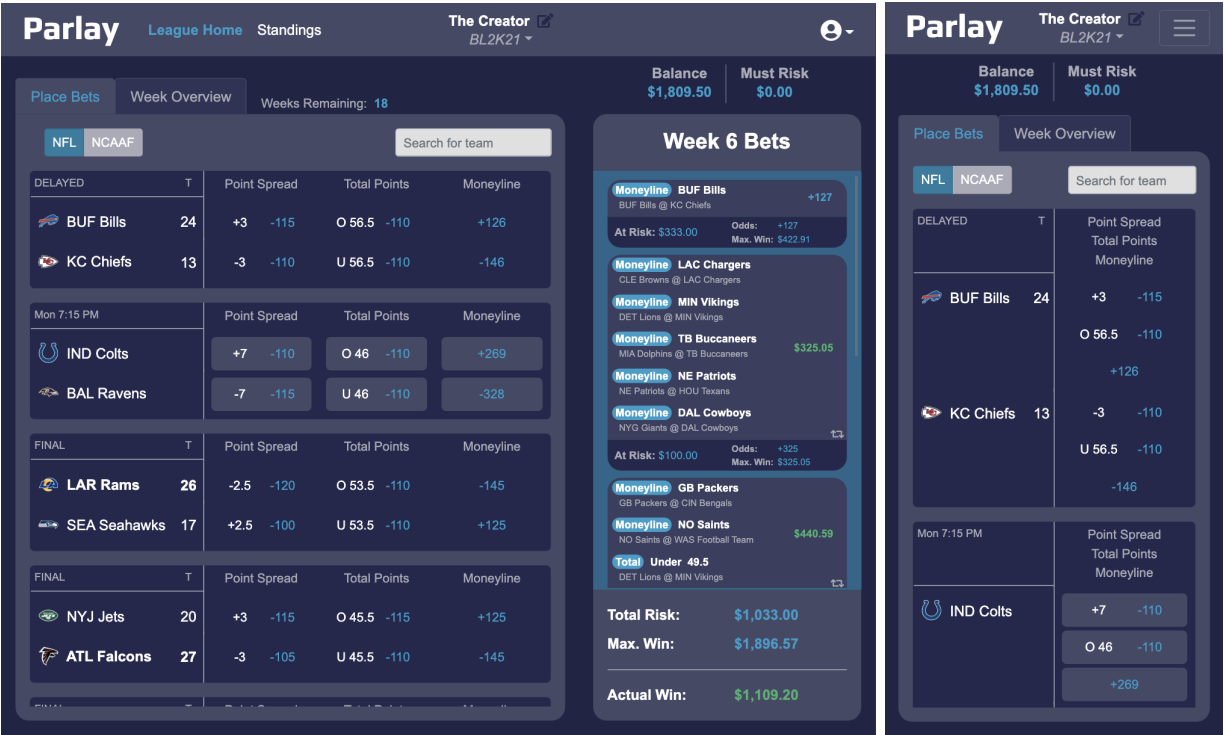 Parlay League Home Standings The Creator
BL2K21
Balance Must Risk
$1,809.50 $0.00
Place Bets Week Overview Weeks Remaining: 18
NFL NCAAF Search for team
DELAYED T Point Spread Total Points Moneyline
BUF Bills 24 +3 -115 O 56.5 -110 +126
KC Chiefs 13 -3 -110 U 56.5 -110 -146
Mon 7:15 PM Point Spread Total Points Moneyline
IND Colts +7 -110 O 46 -110 +269
BAL Ravens -7 -115 U 46 -110 -328
FINAL T Point Spread Total Points Moneyline
LAR Rams 26 -2.5 -120 O 53.5 -110 -145
SEA Seahawks 17 +2.5 -100 U 53.5 -110 +125
FINAL T Point Spread Total Points Moneyline
NYJ Jets 20 +3 -115 O 45.5 -115 +125
ATL Falcons 27 -3 -105 U 45.5 -110 -145
Week 6 Bets
Moneyline BUF Bills +127
BUF Bills @ KC Chiefs
At Risk: $333.00 Odds: +127
Max. Win: $422.91
Moneyline LAC Chargers
CLE Browns @ LAC Chargers
Moneyline MIN Vikings
DET Lions @ MIN Vikings
Moneyline TB Buccaneers
MIA Dolphins @ TB Buccaneers $325.05
Moneyline NE Patriots
NE Patriots @ HOU Texans
Moneyline DAL Cowboys
NYG Giants @ DAL Cowboys
At Risk: $100.00 Odds: +325
Max. Win: $325.05
Moneyline GB Packers
GB Packers @ CIN Bengals
Moneyline NO Saints
NO Saints @ WAS Football Team $440.59
Total Under 49.5
DET Lions @ MIN Vikings
Total Risk: $1,033.00
Max. Win: $1,896.57
Actual Win: $1,109.20
Parlay The Creator
BL2K21
Balance Must Risk
$1,809.50 $0.00
Place Bets Week Overview
NFL NCAAF Search for team
DELAYED T Point Spread
Total Points
Moneyline
BUF Bills 24 +3 -115
O 56.5 -110
+126
KC Chiefs 13 -3 -110
U 56.5 -110
-146
Mon 7:15 PM Point Spread
Total Points
Moneyline
IND Colts +7 -110
O 46 -110
+269